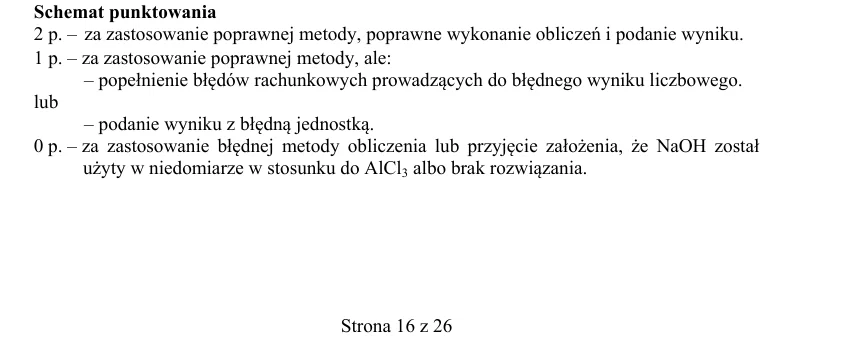 Schemat punktowania
2 p. – za zastosowanie poprawnej metody, poprawne wykonanie obliczeń i podanie wyniku.
1 p. – za zastosowanie poprawnej metody, ale:
– popełnienie błędów rachunkowych prowadzących do błędnego wyniku liczbowego.
lub
– podanie wyniku z błędną jednostką.
0 p. – za zastosowanie błędnej metody obliczenia lub przyjęcie założenia, że NaOH został
użyty w niedomiarze w stosunku do AlCl₃ albo brak rozwiązania.
Strona 16 z 26